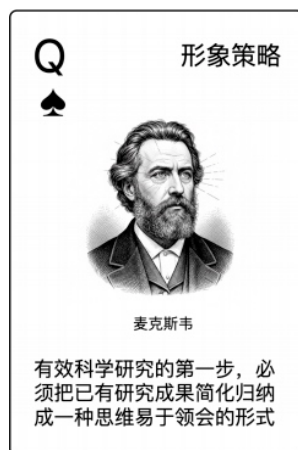 Q
形象策略
麦克斯韦
有效科学研究的第一步，必
须把已有研究成果简化归纳
成一种思维易于领会的形式